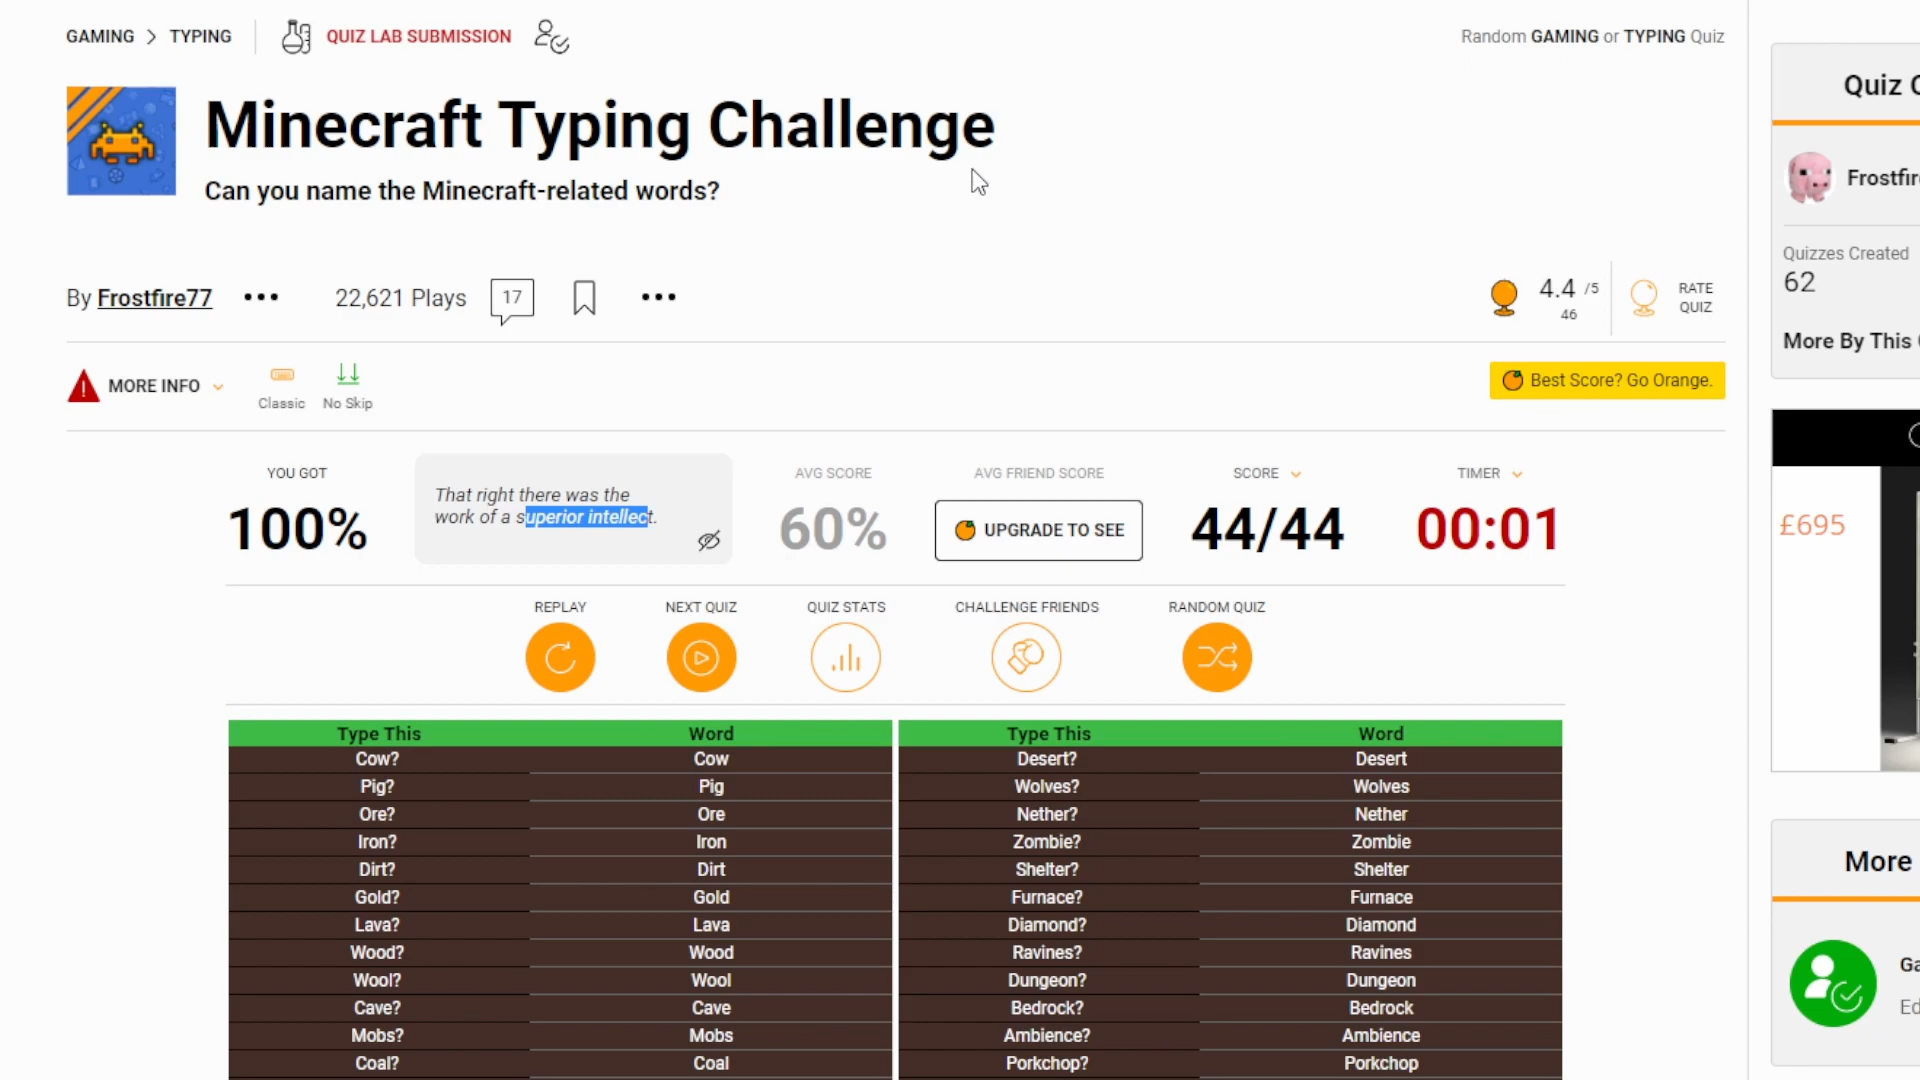 GAMING > TYPING QUIZ LAB SUBMISSION
Random GAMING or TYPING Quiz
Minecraft Typing Challenge
Can you name the Minecraft-related words?
By Frostfire77 ••• 22,621 Plays 17 •••
4.4 /5
46
RATE
QUIZ
MORE INFO
Classic
No Skip
Best Score? Go Orange.
YOU GOT
100%
That right there was the
work of a superior intellect.
AVG SCORE
60%
AVG FRIEND SCORE
UPGRADE TO SEE
SCORE
44/44
TIMER
00:01
REPLAY
NEXT QUIZ
QUIZ STATS
CHALLENGE FRIENDS
RANDOM QUIZ
Type This Word Type This Word
Cow? Cow Desert? Desert
Pig? Pig Wolves? Wolves
Ore? Ore Nether? Nether
Iron? Iron Zombie? Zombie
Dirt? Dirt Shelter? Shelter
Gold? Gold Furnace? Furnace
Lava? Lava Diamond? Diamond
Wood? Wood Ravines? Ravines
Wool? Wool Dungeon? Dungeon
Cave? Cave Bedrock? Bedrock
Mobs? Mobs Ambience? Ambience
Coal? Coal Porkchop? Porkchop
Quiz
Frostfir
Quizzes Created
62
More By This
£695
More
Ga
Ed